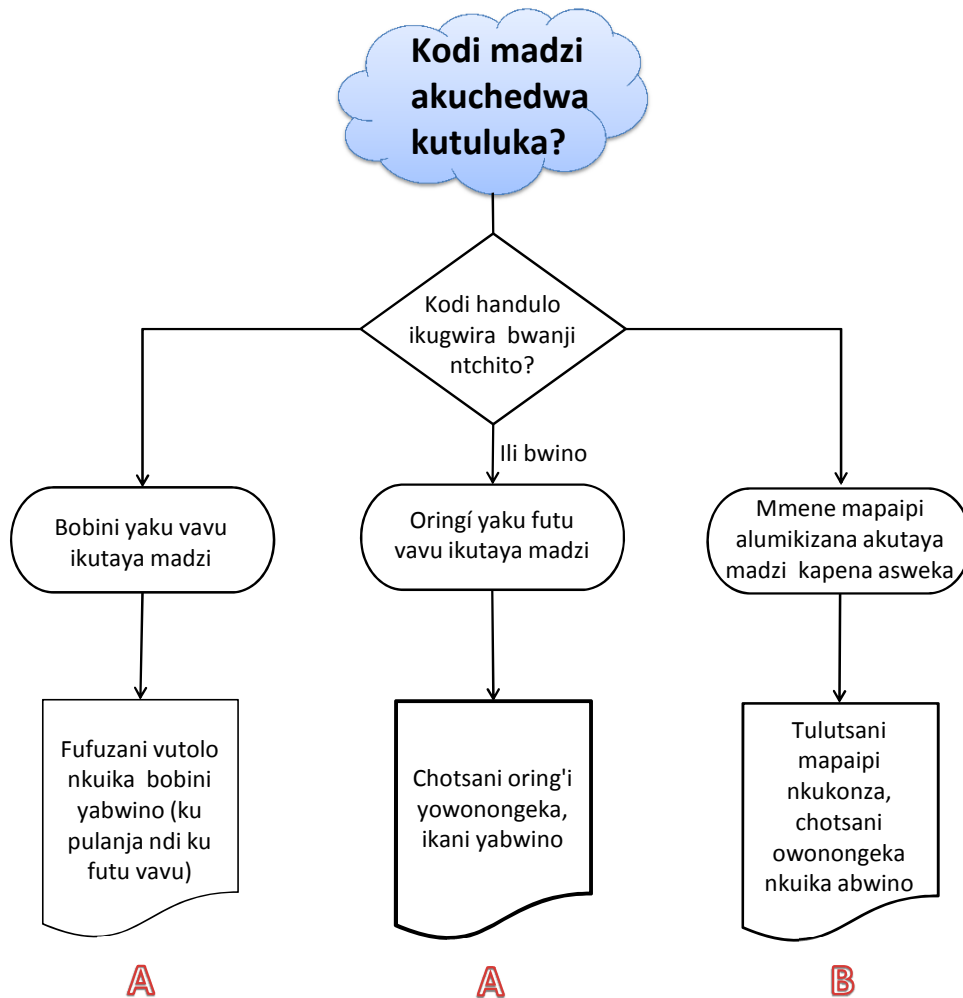 Kodi madzi
akuchedwa
kutuluka?
Kodi handulo
ikugwira bwanji
ntchito?
Ili bwino
Bobini yaku vavu
ikutaya madzi
Oringí yaku futu
vavu ikutaya madzi
Mmene mapaipi
alumikizana akutaya
madzi kapena asweka
Fufuzani vutolo
nkuika bobini
yabwino (ku
pulanja ndi ku
futu vavu)
Chotsani oring'i
yowonongeka,
ikani yabwino
Tulutsani
mapaipi
nkukonza,
chotsani
owonongeka
nkuika abwino
A
A
B